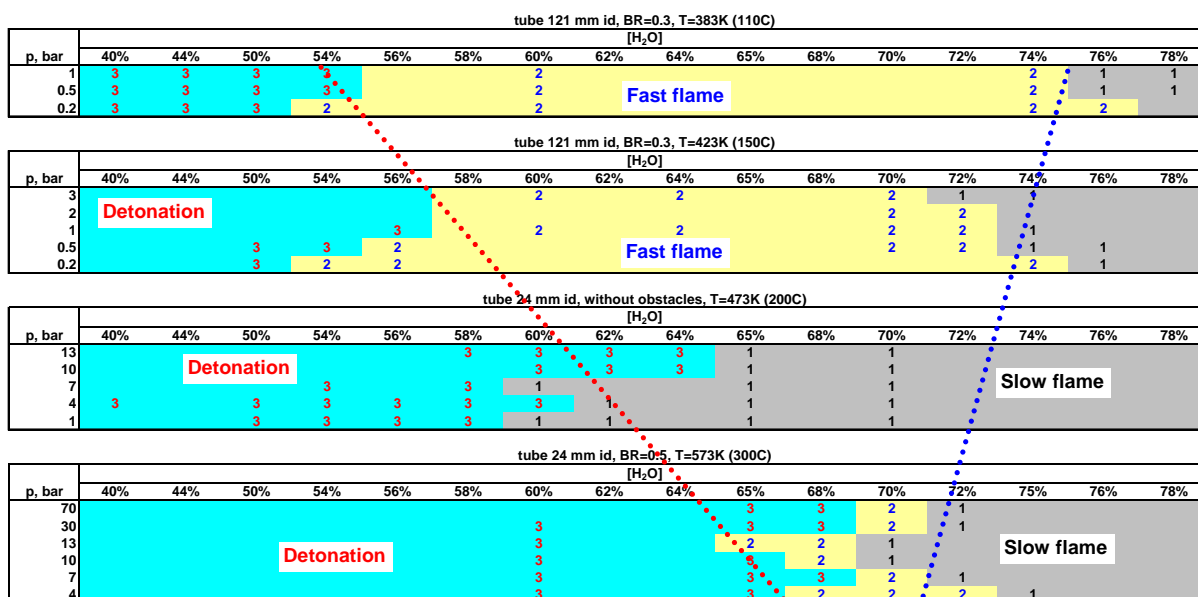 tube 121 mm id, BR=0.3, T=383K (110C)
[H2O]
p, bar 40% 44% 50% 54% 56% 58% 60% 62% 64% 65% 68% 70% 72% 74% 76% 78%
1 3 3 3 3 2 2 1 1
0.5 3 3 3 3 2 Fast flame 2 1 1
0.2 3 3 3 2 2 2 2
tube 121 mm id, BR=0.3, T=423K (150C)
[H2O]
p, bar 40% 44% 50% 54% 56% 58% 60% 62% 64% 65% 68% 70% 72% 74% 76% 78%
3 2 2 2 1 1
2 Detonation 2 2
1 3 2 2 2 2 1
0.5 3 3 2 Fast flame 2 2 1 1
0.2 3 2 2 2 1
tube 24 mm id, without obstacles, T=473K (200C)
[H2O]
p, bar 40% 44% 50% 54% 56% 58% 60% 62% 64% 65% 68% 70% 72% 74% 76% 78%
13 3 3 3 3 1 1
10 Detonation 3 3 3 1 1
7 3 3 1 1 1 Slow flame
4 3 3 3 3 3 3 1 1 1
1 3 3 3 3 1 1 1 1
tube 24 mm id, BR=0.5, T=573K (300C)
[H2O]
p, bar 40% 44% 50% 54% 56% 58% 60% 62% 64% 65% 68% 70% 72% 74% 76% 78%
70 3 3 2 1
30 3 3 3 2 1
13 Detonation 3 2 2 1 Slow flame
10 3 3 2 1
7 3 3 3 2 1
4 3 3 2 2 2 1